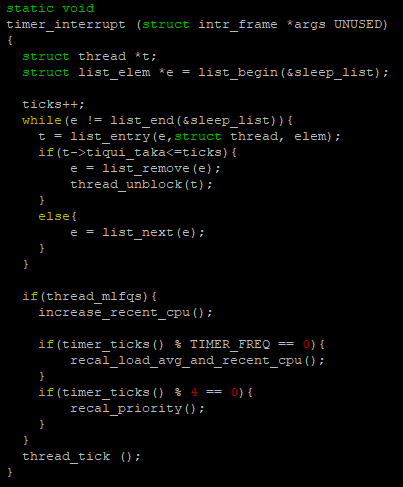 static void
timer_interrupt (struct intr_frame *args UNUSED)
{
  struct thread *t;
  struct list_elem *e = list_begin(&sleep_list);

  ticks++;
  while(e != list_end(&sleep_list)){
    t = list_entry(e,struct thread, elem);
    if(t->tiqui_taka<=ticks){
        e = list_remove(e);
        thread_unblock(t);
    }
    else{
        e = list_next(e);
    }
  }

  if(thread_mlfqs){
    increase_recent_cpu();

    if(timer_ticks() % TIMER_FREQ == 0){
        recal_load_avg_and_recent_cpu();
    }
    if(timer_ticks() % 4 == 0){
        recal_priority();
    }
  }
  thread_tick ();
}